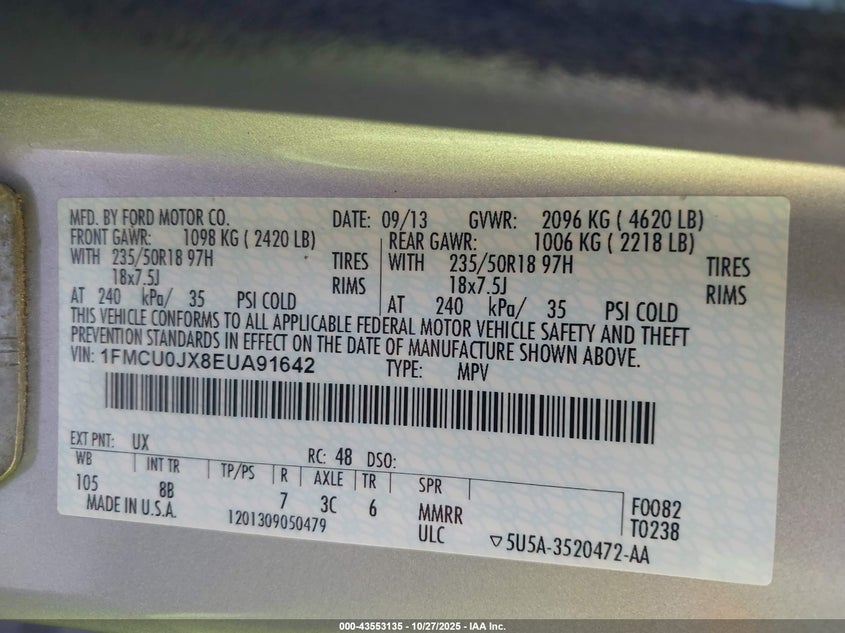 MFD. BY FORD MOTOR CO. DATE: 09/13 GVWR: 2096 KG ( 4620 LB)
FRONT GAWR: 1098 KG ( 2420 LB) REAR GAWR: 1006 KG ( 2218 LB)
WITH 235/50R18 97H TIRES WITH 235/50R18 97H TIRES
18x7.5J RIMS 18x7.5J RIMS
AT 240 kPa/ 35 PSI COLD AT 240 kPa/ 35 PSI COLD
THIS VEHICLE CONFORMS TO ALL APPLICABLE FEDERAL MOTOR VEHICLE SAFETY AND THEFT
PREVENTION STANDARDS IN EFFECT ON THE DATE OF MANUFACTURE SHOWN ABOVE.
VIN: 1FMCU0JX8EUA91642 TYPE: MPV
EXT PNT: UX RC: 48 DSO:
WB INT TR TP/PS R AXLE TR SPR
105 8B 7 3C 6 MMRR F0082
MADE IN U.S.A. 1201309050479 ULC T0238
▽5U5A-3520472-AA
000-43553135 - 10/27/2025 - IAA Inc.